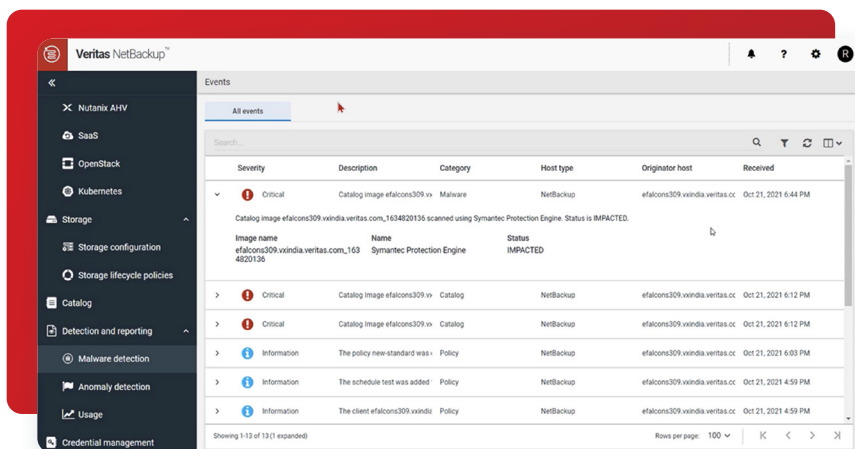 Veritas NetBackup™
?
R
«
Nutanix AHV
SaaS
OpenStack
Kubernetes
Storage
Storage configuration
Storage lifecycle policies
Catalog
Detection and reporting
Malware detection
Anomaly detection
Usage
Credential management
Events
All events
Search...
Severity Description Category Host type Originator host Received
Critical Catalog image efalcons309.vx Malware NetBackup efalcons309.vxindia.veritas.cc Oct 21, 2021 6:44 PM
Catalog image efalcons309.vxindia.veritas.com_1634820136 scanned using Symantec Protection Engine. Status is IMPACTED.
Image name Name Status
efalcons309.vxindia.veritas.com_163 Symantec Protection Engine IMPACTED
4820136
Critical Catalog Image efalcons309.vx Catalog NetBackup efalcons309.vxindia.veritas.cc Oct 21, 2021 6:12 PM
Critical Catalog Image efalcons309.vx Catalog NetBackup efalcons309.vxindia.veritas.cc Oct 21, 2021 6:12 PM
Information The policy new-standard was Policy NetBackup efalcons309.vxindia.veritas.cc Oct 21, 2021 6:03 PM
Information The schedule test was added Policy NetBackup efalcons309.vxindia.veritas.cc Oct 21, 2021 4:59 PM
Information The client efalcons309.vxindia Policy NetBackup efalcons309.vxindia.veritas.cc Oct 21, 2021 4:59 PM
Showing 1-13 of 13 (1 expanded) Rows per page: 100